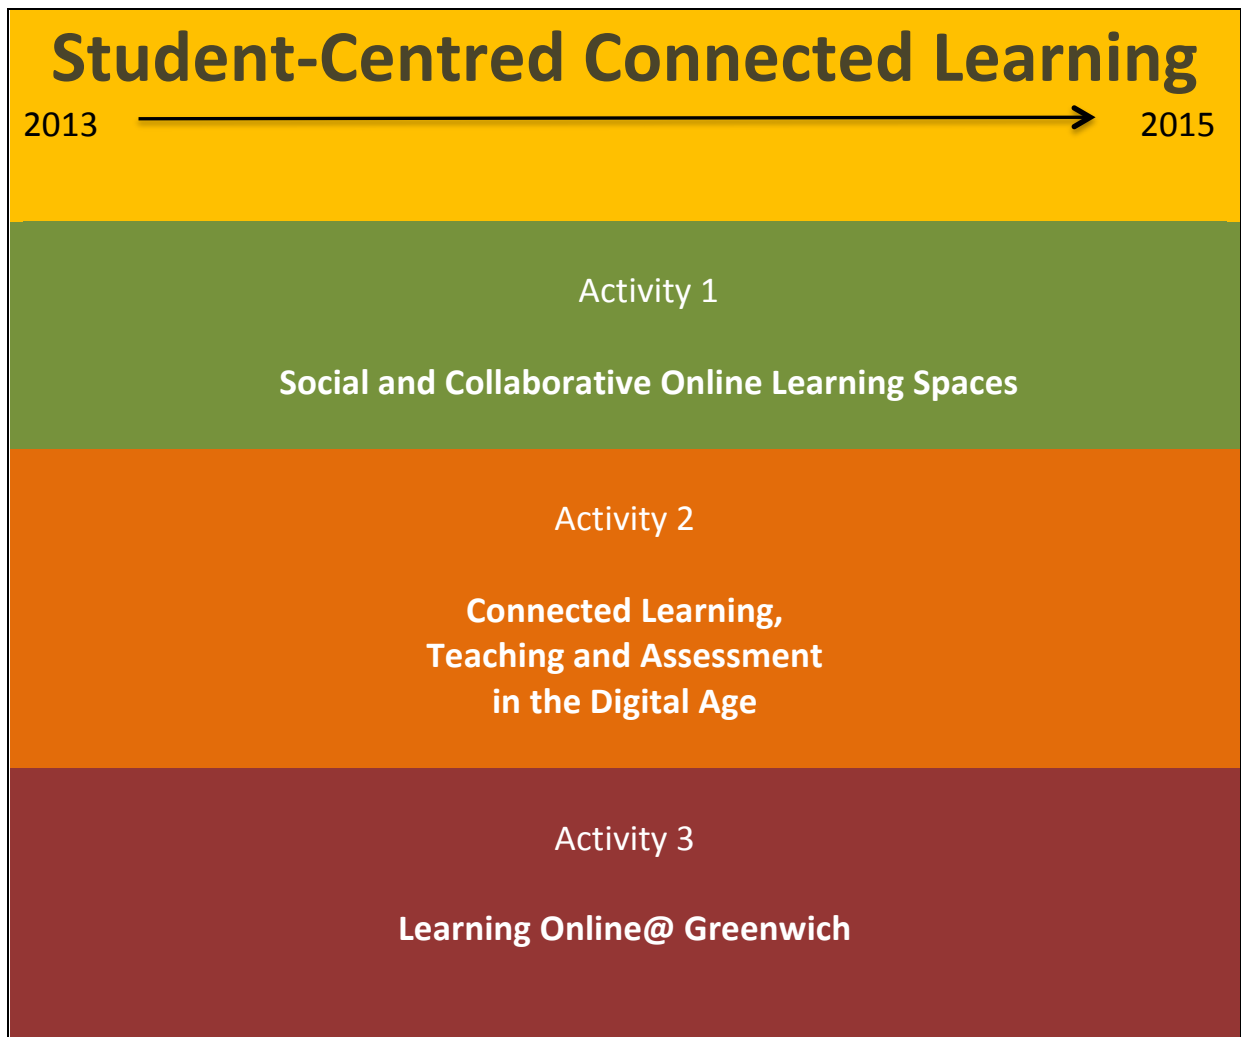 Student-Centred Connected Learning
2013 2015
Activity 1
Social and Collaborative Online Learning Spaces
Activity 2
Connected Learning,
Teaching and Assessment
in the Digital Age
Activity 3
Learning Online@ Greenwich